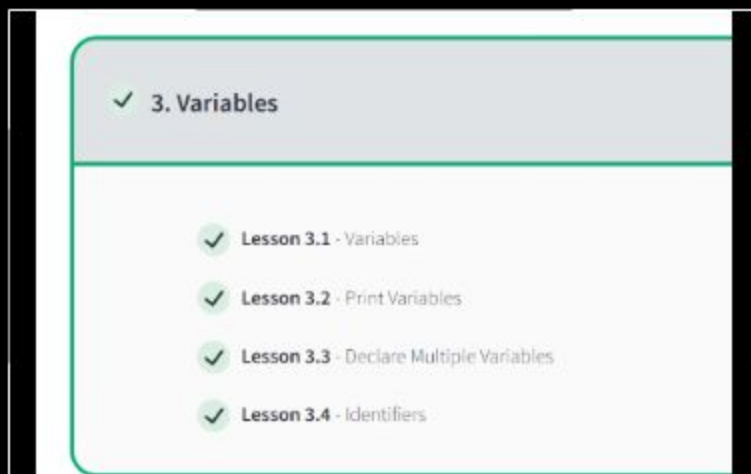 3. Variables
Lesson 3.1 - Variables
Lesson 3.2 - Print Variables
Lesson 3.3 - Declare Multiple Variables
Lesson 3.4 - Identifiers